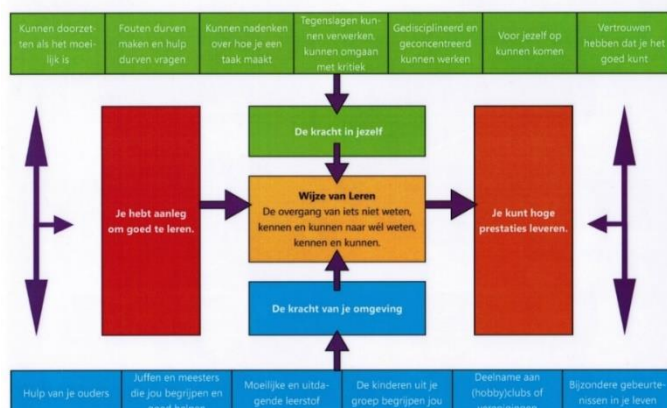 Kunnen doorzet-
ten als het moei-
lijk is
Fouten durven
maken en hulp
durven vragen
Kunnen nadenken
over hoe je een
taak maakt
Tegenslagen kun-
nen verwerken,
kunnen omgaan
met kritiek
Gedisciplineerd en
geconcentreerd
kunnen werken
Voor jezelf op
kunnen komen
Vertrouwen
hebben dat je het
goed kunt
De kracht in jezelf
Je hebt aanleg
om goed te leren.
Wijze van Leren
De overgang van iets niet weten,
kennen en kunnen naar wél weten,
kennen en kunnen.
Je kunt hoge
prestaties leveren.
De kracht van je omgeving
Hulp van je ouders
Juffen en meesters
die jou begrijpen en
Moeilijke en uitda-
gende leerstof
De kinderen uit je
groep begrijpen jou
Deelname aan
(hobby)clubs of
Bijzondere gebeurte-
nissen in je leven